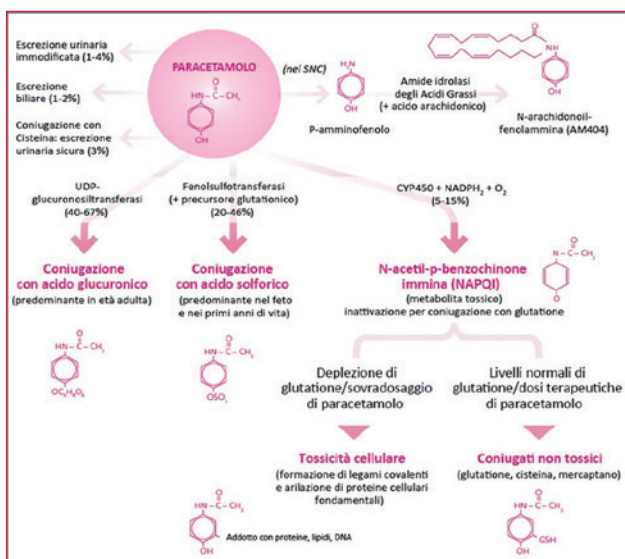 Escrezione urinaria
immodificata (1-4%)
Escrezione
biliare (1-2%)
Coniugazione con
Cisteina: escrezione
urinaria sicura (3%)
PARACETAMOLO
HN-C-CH3
O
OH
(nel SNC)
H2N
OH
P-amminofenolo
Amide idrolasi
degli Acidi Grassi
(+ acido arachidonico)
O
HN
OH
N-arachidonoil-
fenolammina (AM404)
UDP-
glucuronosiltransferasi
(40-67%)
Fenolsulfotransferasi
(+ precursore glutationico)
(20-46%)
CYP450 + NADPH2 + O2
(5-15%)
Coniugazione
con acido glucuronico
(predominante in età adulta)
O
HN-C-CH3
Coniugazione
con acido solforico
(predominante nel feto
e nei primi anni di vita)
O
HN-C-CH3
N-acetil-p-benzochinone
immina (NAPQI)
(metabolita tossico)
inattivazione per coniugazione con glutatione
O
N-C-CH3
O
Deplezione di
glutatione/sovradosaggio
di paracetamolo
Livelli normali di
glutatione/dosi terapeutiche
di paracetamolo
Tossicità cellulare
(formazione di legami covalenti
e arilazione di proteine cellulari
fondamentali)
O
HN-C-CH3
OH
Addotto con proteine, lipidi, DNA
Coniugati non tossici
(glutatione, cisteina, mercaptano)
O
HN-C-CH3
GSH
OH